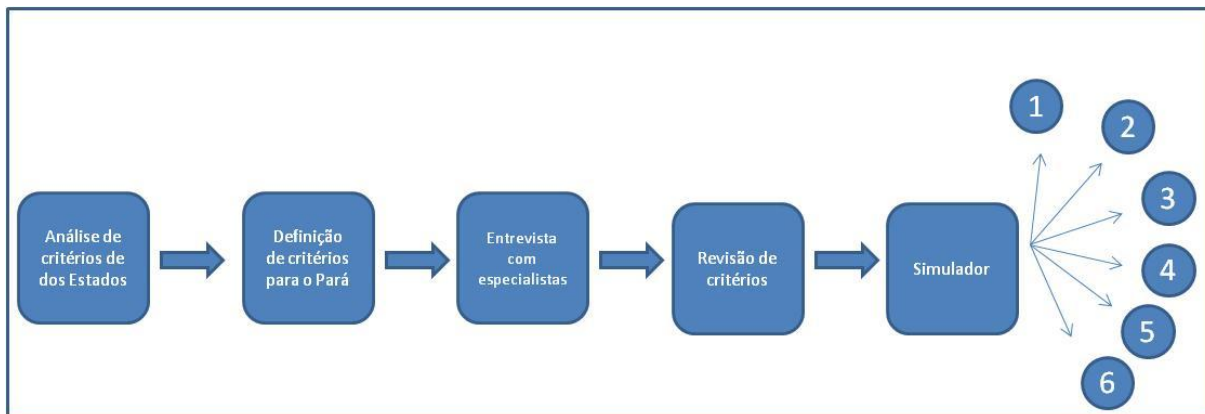 Análise de
critérios de
dos Estados
Definição
de critérios
para o Pará
Entrevista
com
especialistas
Revisão de
critérios
Simulador
1
2
3
4
5
6